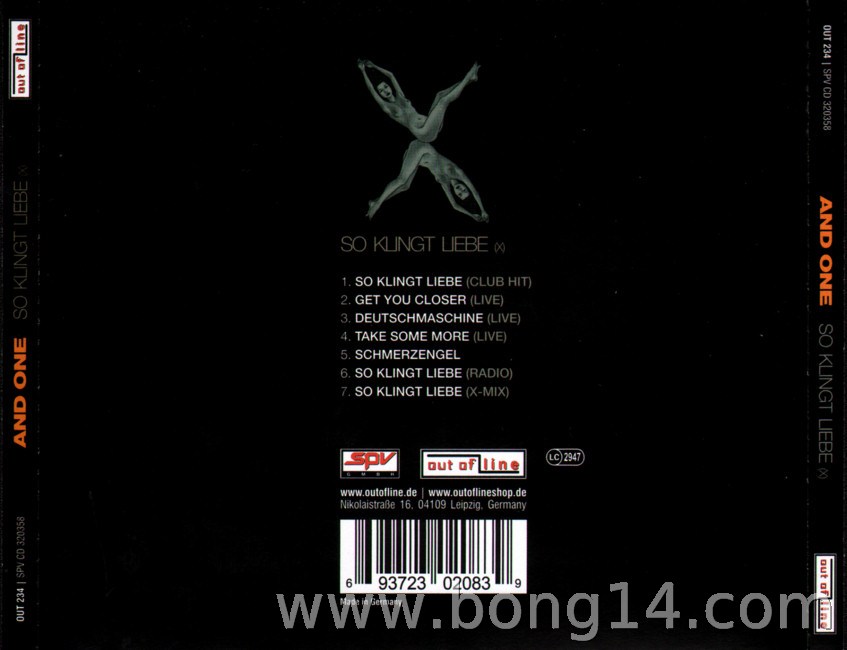 out of line
SO KLINGT LIEBE (X)
AND ONE
OUT 234 | SPV CD 320358
SO KLINGT LIEBE (X)
1. SO KLINGT LIEBE (CLUB HIT)
2. GET YOU CLOSER (LIVE)
3. DEUTSCHMASCHINE (LIVE)
4. TAKE SOME MORE (LIVE)
5. SCHMERZENGEL
6. SO KLINGT LIEBE (RADIO)
7. SO KLINGT LIEBE (X-MIX)
SPV
GMBH
out of line
LC 2947
www.outofline.de | www.outoflineshop.de
Nikolaistraße 16, 04109 Leipzig, Germany
6 93723 02083 9
Made in Germany
www.bong14.com
OUT 234 | SPV CD 320358
AND ONE
SO KLINGT LIEBE (X)
out of line